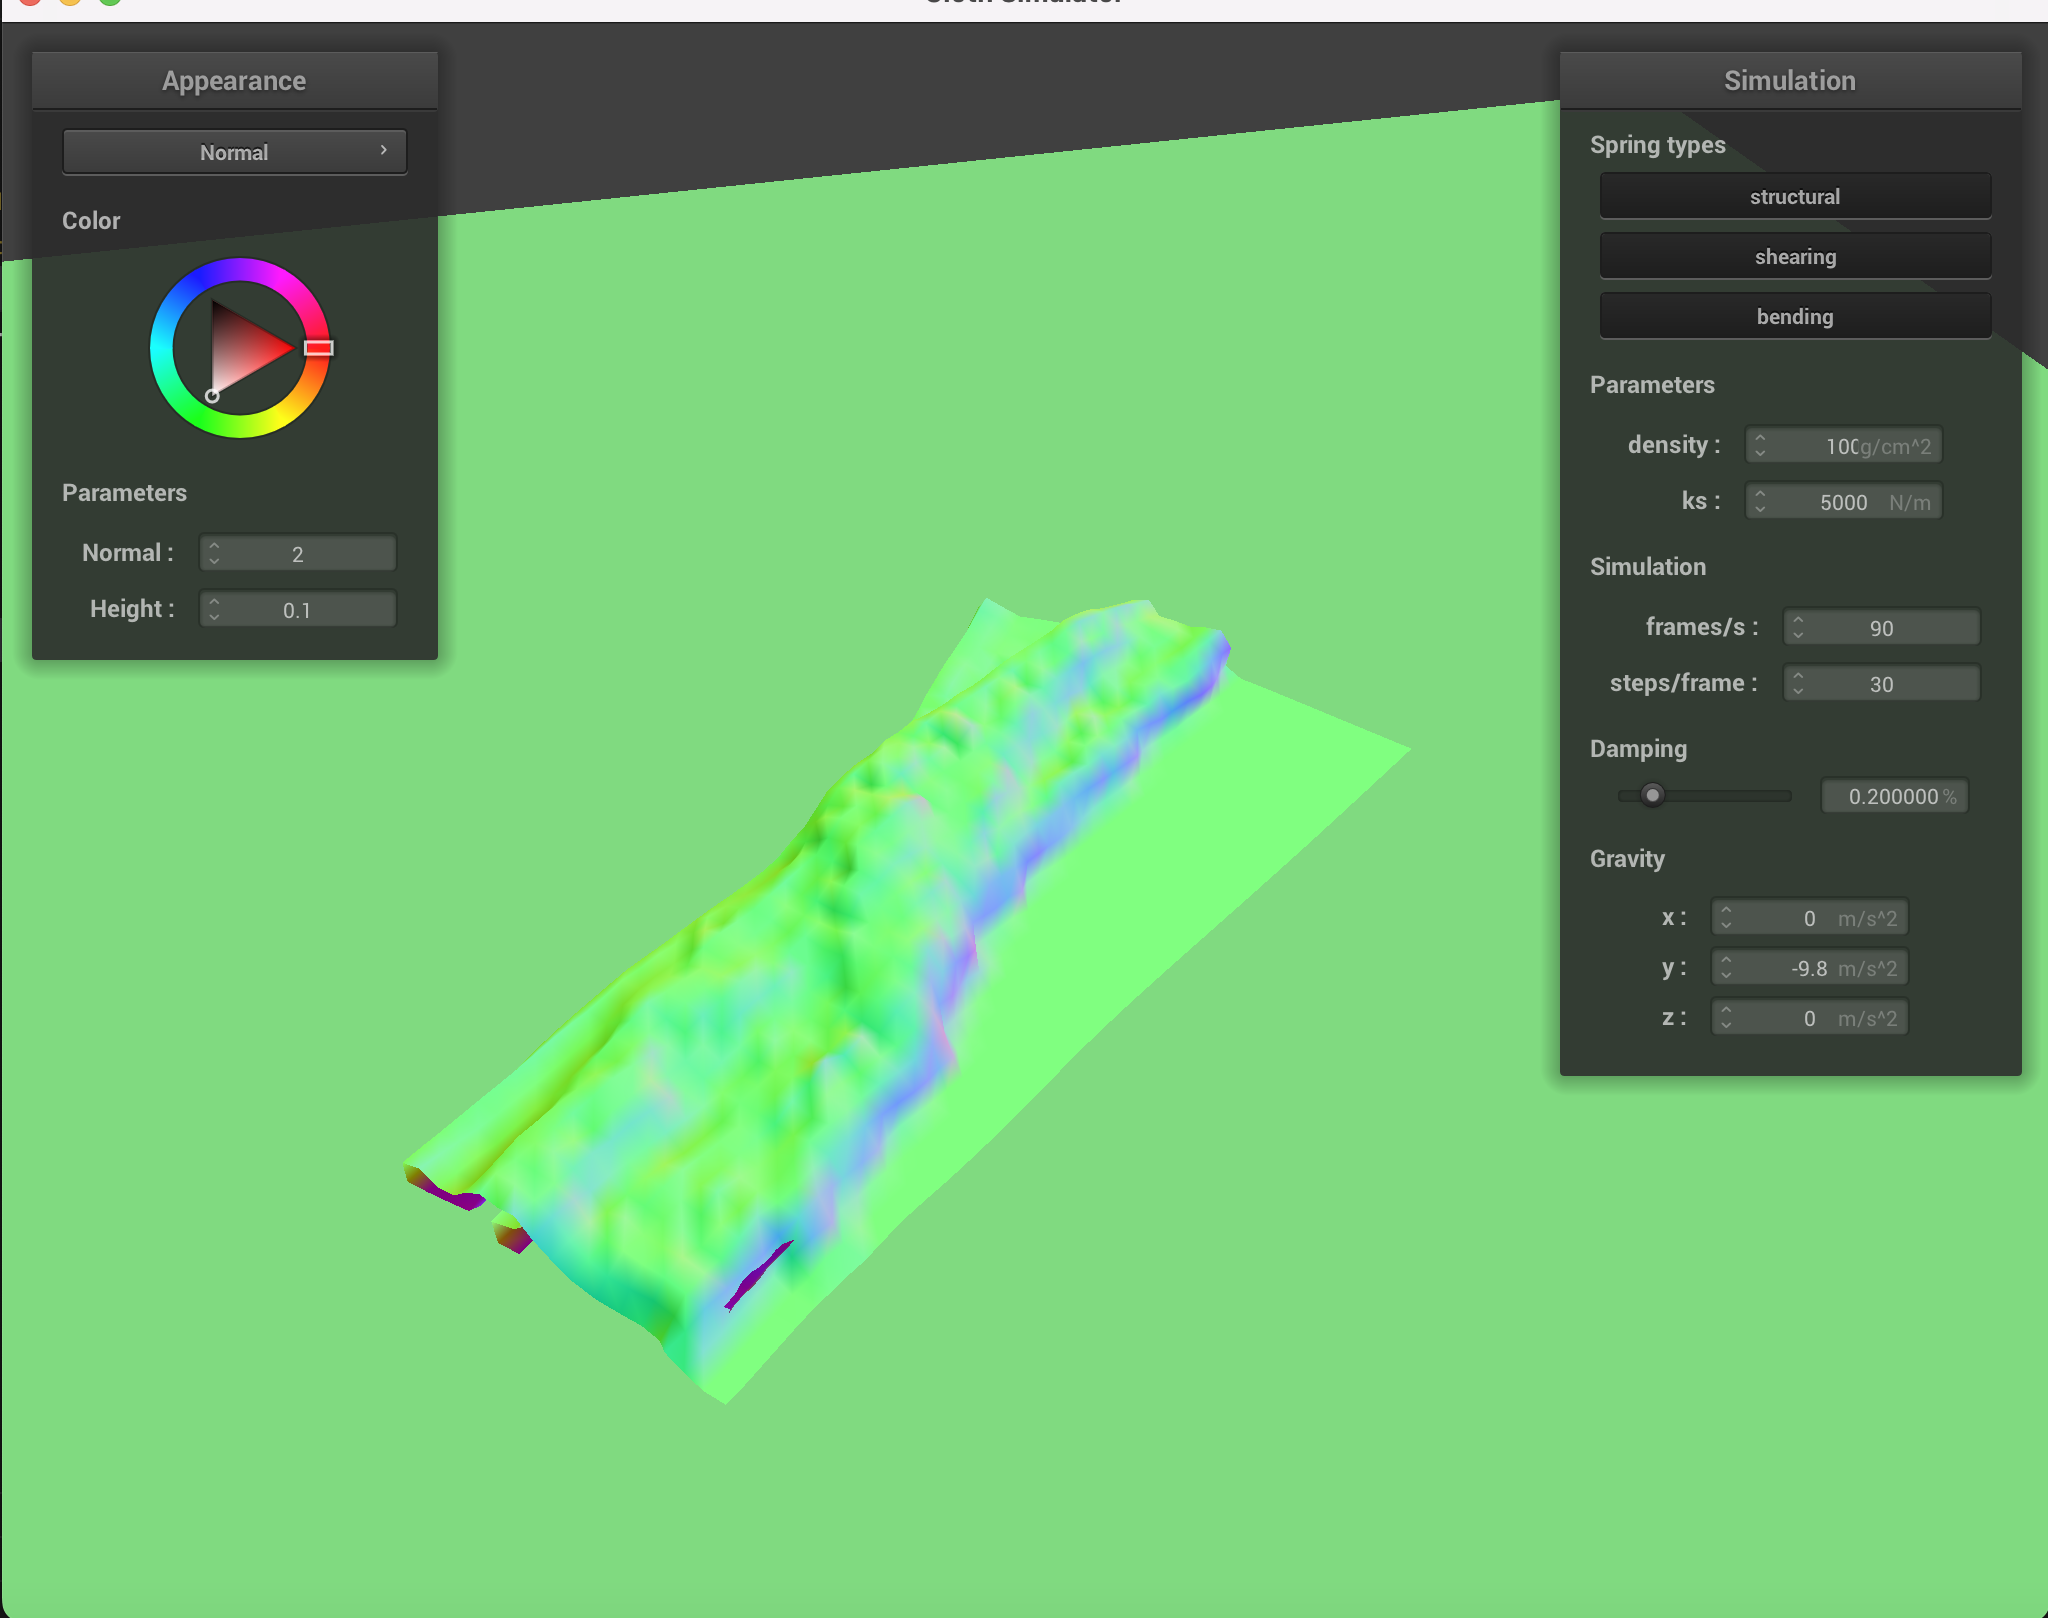 Appearance
Normal
Color
Parameters
Normal :
2
Height :
0.1
Simulation
Spring types
structural
shearing
bending
Parameters
density :
100 g/cm^2
ks :
5000 N/m
Simulation
frames/s :
90
steps/frame :
30
Damping
0.200000 %
Gravity
x :
0 m/s^2
y :
-9.8 m/s^2
z :
0 m/s^2